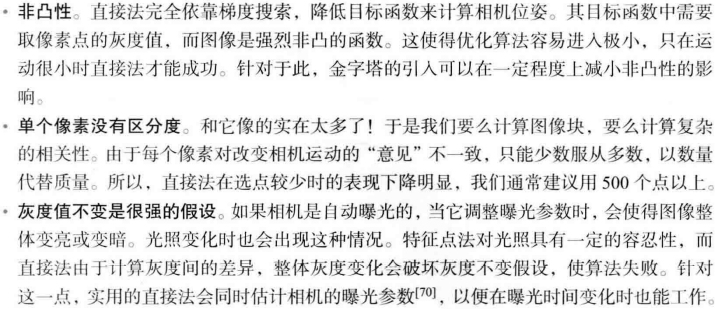 • 非凸性。直接法完全依靠梯度搜索，降低目标函数来计算相机位姿。其目标函数中需要
取像素点的灰度值，而图像是强烈非凸的函数。这使得优化算法容易进入极小，只在运
动很小时直接法才能成功。针对于此，金字塔的引入可以在一定程度上减小非凸性的影
响。
• 单个像素没有区分度。和它像的实在太多了！于是我们要么计算图像块，要么计算复杂
的相关性。由于每个像素对改变相机运动的“意见”不一致，只能少数服从多数，以数量
代替质量。所以，直接法在选点较少时的表现下降明显，我们通常建议用 500 个点以上。
• 灰度值不变是很强的假设。如果相机是自动曝光的，当它调整曝光参数时，会使得图像整
体变亮或变暗。光照变化时也会出现这种情况。特征点法对光照具有一定的容忍性，而
直接法由于计算灰度间的差异，整体灰度变化会破坏灰度不变假设，使算法失败。针对
这一点，实用的直接法会同时估计相机的曝光参数[70]，以便在曝光时间变化时也能工作。